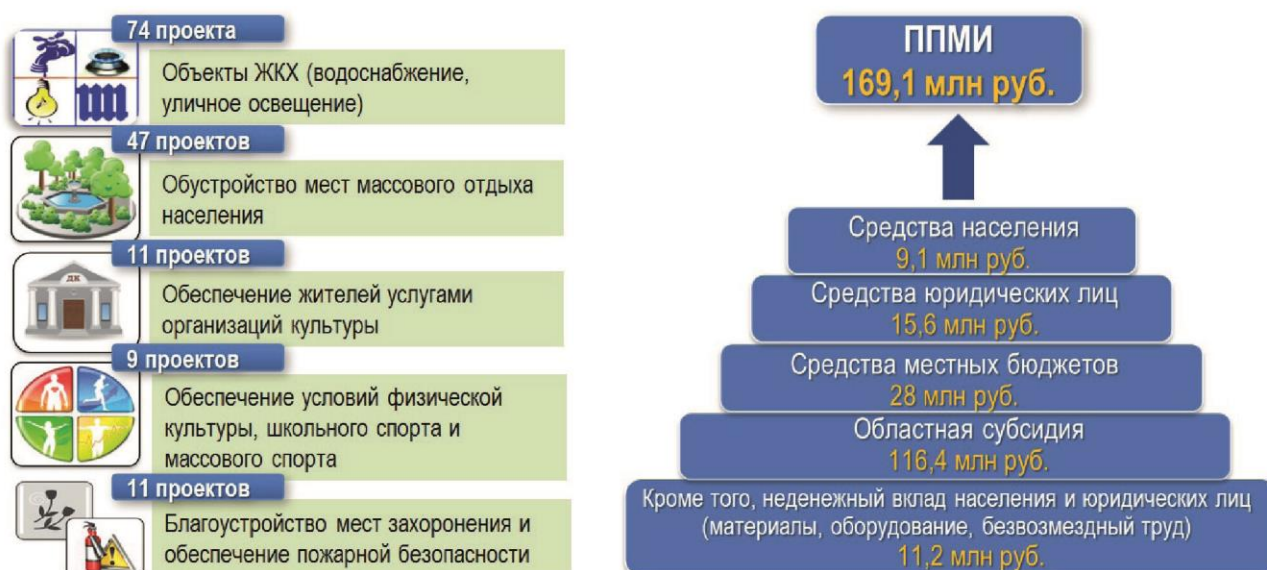 74 проекта
Объекты ЖКХ (водоснабжение,
уличное освещение)
47 проектов
Обустройство мест массового отдыха
населения
11 проектов
ДК
Обеспечение жителей услугами
организаций культуры
9 проектов
Обеспечение условий физической
культуры, школьного спорта и
массового спорта
11 проектов
Благоустройство мест захоронения и
обеспечение пожарной безопасности
ППМИ
169,1 млн руб.
Средства населения
9,1 млн руб.
Средства юридических лиц
15,6 млн руб.
Средства местных бюджетов
28 млн руб.
Областная субсидия
116,4 млн руб.
Кроме того, неденежный вклад населения и юридических лиц
(материалы, оборудование, безвозмездный труд)
11,2 млн руб.